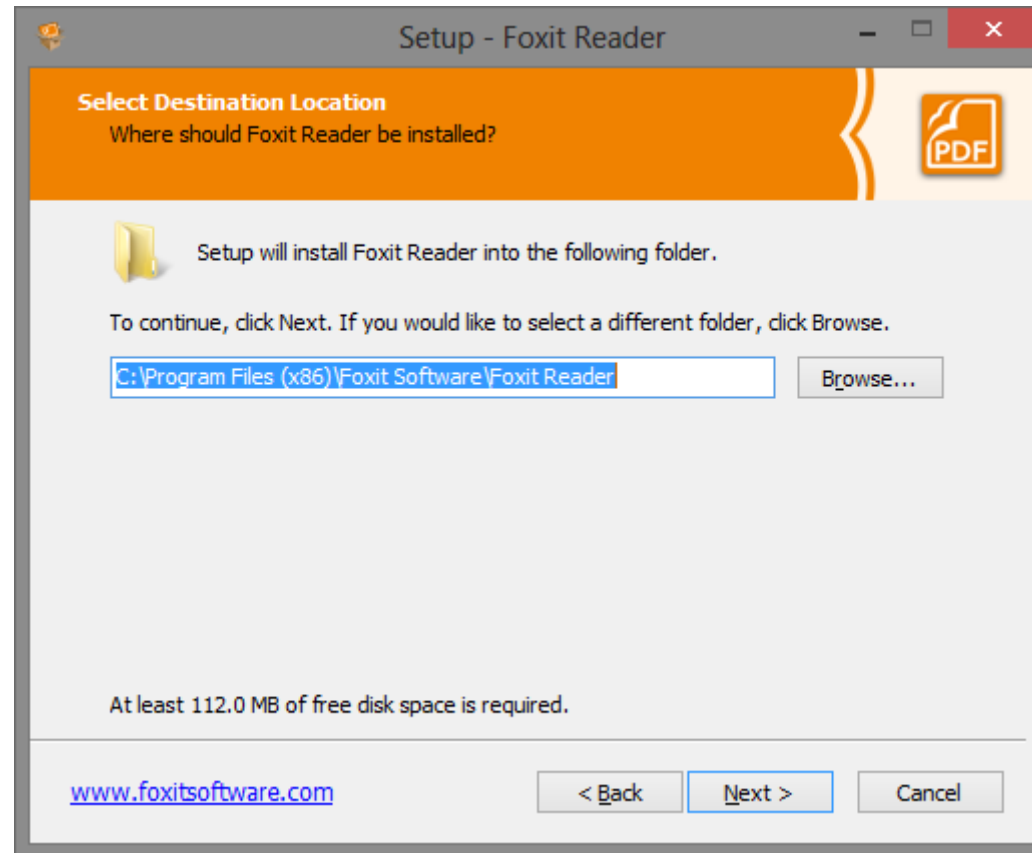 Setup - Foxit Reader
Select Destination Location
Where should Foxit Reader be installed?
PDF
Setup will install Foxit Reader into the following folder.
To continue, click Next. If you would like to select a different folder, click Browse.
C:\Program Files (x86)\Foxit Software\Foxit Reader
Browse...
At least 112.0 MB of free disk space is required.
www.foxitsoftware.com
< Back
Next >
Cancel